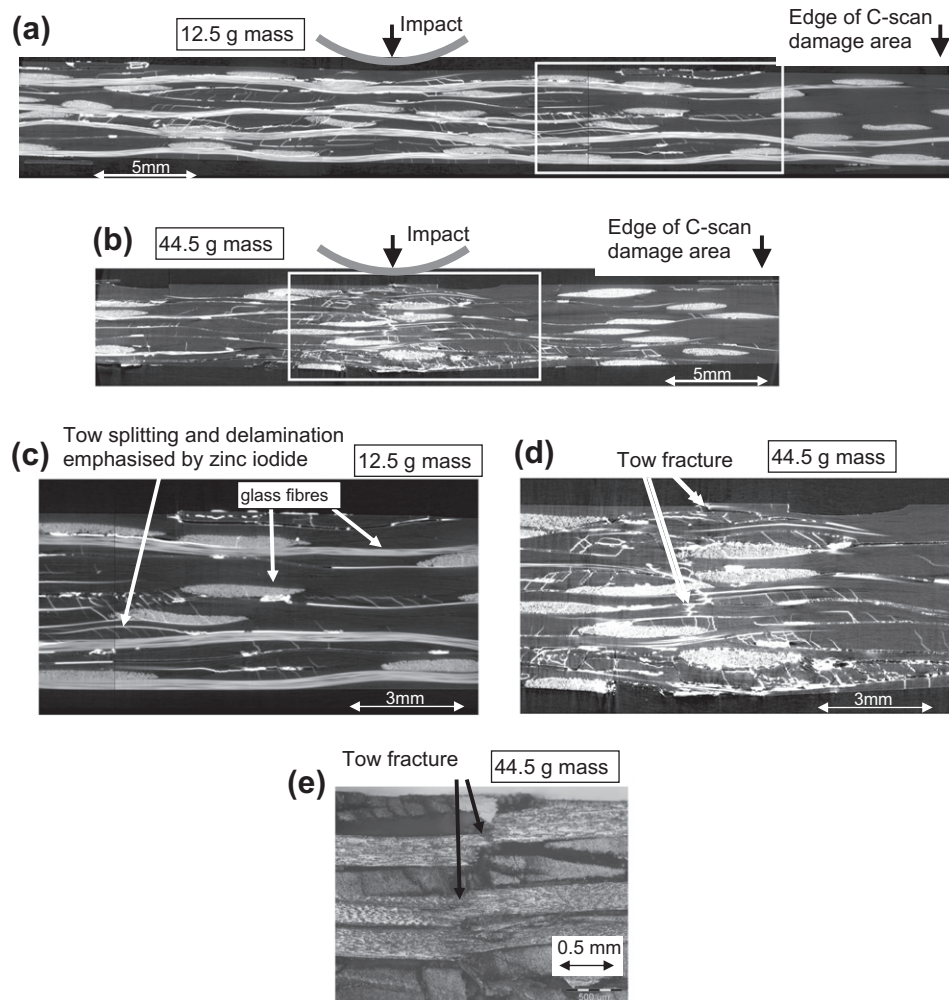 (a)
12.5 g mass
Impact
Edge of C-scan
damage area
5mm
(b)
44.5 g mass
Impact
Edge of C-scan
damage area
5mm
Tow splitting and delamination
emphasised by zinc iodide
(c)
12.5 g mass
glass fibres
3mm
(d)
Tow fracture
44.5 g mass
3mm
(e)
Tow fracture
44.5 g mass
0.5 mm
500 µm